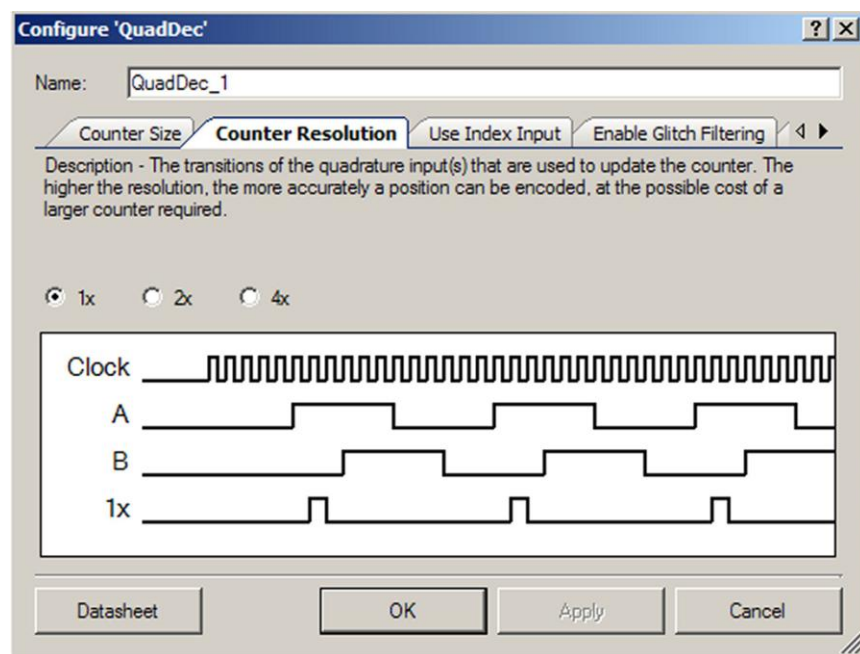 Configure 'QuadDec'
Name: QuadDec_1
Counter Size Counter Resolution Use Index Input Enable Glitch Filtering
Description - The transitions of the quadrature input(s) that are used to update the counter. The
higher the resolution, the more accurately a position can be encoded, at the possible cost of a
larger counter required.
1x 2x 4x
Clock
A
B
1x
Datasheet OK Apply Cancel